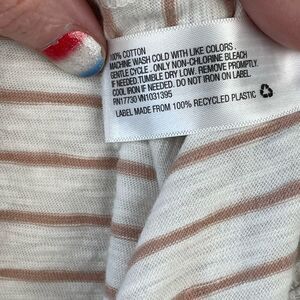 100% COTTON
MACHINE WASH COLD WITH LIKE COLORS .
GENTLE CYCLE . ONLY NON-CHLORINE BLEACH
IF NEEDED.TUMBLE DRY LOW. REMOVE PROMPTLY.
COOL IRON IF NEEDED. DO NOT IRON ON LABEL
RN17730 VN1031395
LABEL MADE FROM 100% RECYCLED PLASTIC